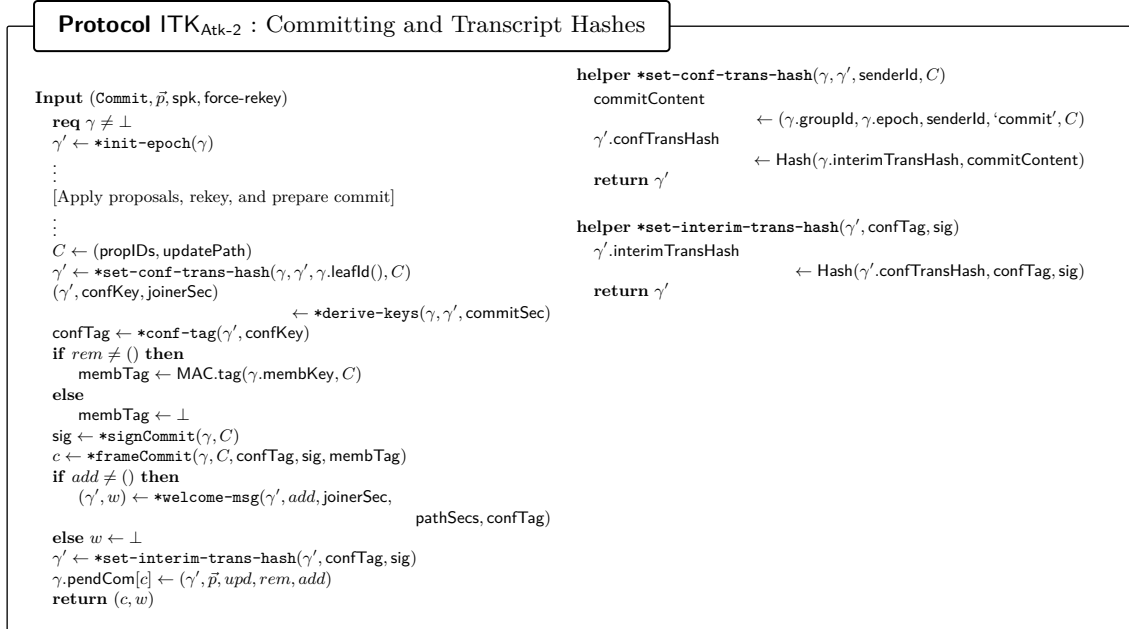 Protocol ITK_Atk-2 : Committing and Transcript Hashes
Input (Commit, p⃗, spk, force-rekey)
req γ ≠ ⊥
γ′ ← *init-epoch(γ)
⋮
[Apply proposals, rekey, and prepare commit]
⋮
C ← (propIDs, updatePath)
γ′ ← *set-conf-trans-hash(γ, γ′, γ.leafId(), C)
(γ′, confKey, joinerSec)
← *derive-keys(γ, γ′, commitSec)
confTag ← *conf-tag(γ′, confKey)
if rem ≠ () then
membTag ← MAC.tag(γ.membKey, C)
else
membTag ← ⊥
sig ← *signCommit(γ, C)
c ← *frameCommit(γ, C, confTag, sig, membTag)
if add ≠ () then
(γ′, w) ← *welcome-msg(γ′, add, joinerSec,
pathSecs, confTag)
else w ← ⊥
γ′ ← *set-interim-trans-hash(γ′, confTag, sig)
γ.pendCom[c] ← (γ′, p⃗, upd, rem, add)
return (c, w)
helper *set-conf-trans-hash(γ, γ′, senderId, C)
commitContent
← (γ.groupId, γ.epoch, senderId, ‘commit’, C)
γ′.confTransHash
← Hash(γ.interimTransHash, commitContent)
return γ′
helper *set-interim-trans-hash(γ′, confTag, sig)
γ′.interimTransHash
← Hash(γ′.confTransHash, confTag, sig)
return γ′